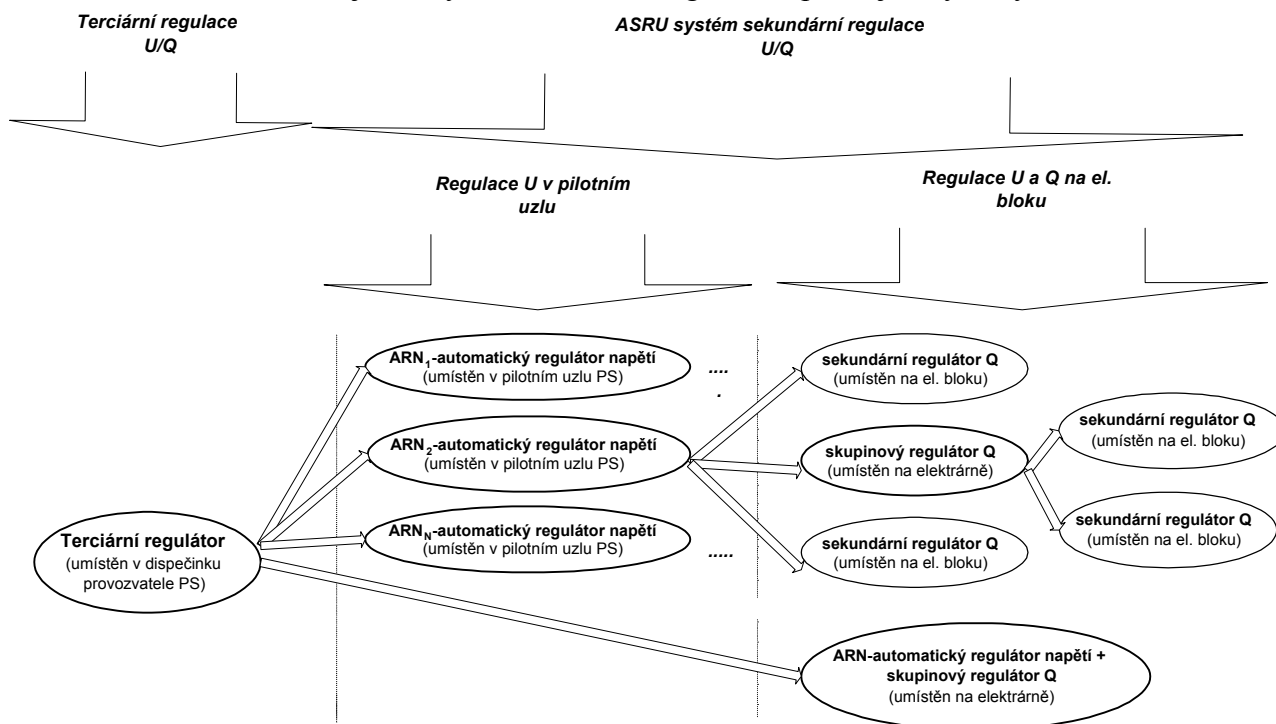 Terciární regulace
U/Q
ASRU systém sekundární regulace
U/Q
Regulace U v pilotním
uzlu
Regulace U a Q na el.
bloku
ARN1-automatický regulátor napětí
(umístěn v pilotním uzlu PS)
....
.
sekundární regulátor Q
(umístěn na el. bloku)
ARN2-automatický regulátor napětí
(umístěn v pilotním uzlu PS)
skupinový regulátor Q
(umístěn na elektrárně)
sekundární regulátor Q
(umístěn na el. bloku)
sekundární regulátor Q
(umístěn na el. bloku)
Terciární regulátor
(umístěn v dispečinku
provozvatele PS)
ARNN-automatický regulátor napětí
(umístěn v pilotním uzlu PS)
.....
sekundární regulátor Q
(umístěn na el. bloku)
ARN-automatický regulátor napětí +
skupinový regulátor Q
(umístěn na elektrárně)